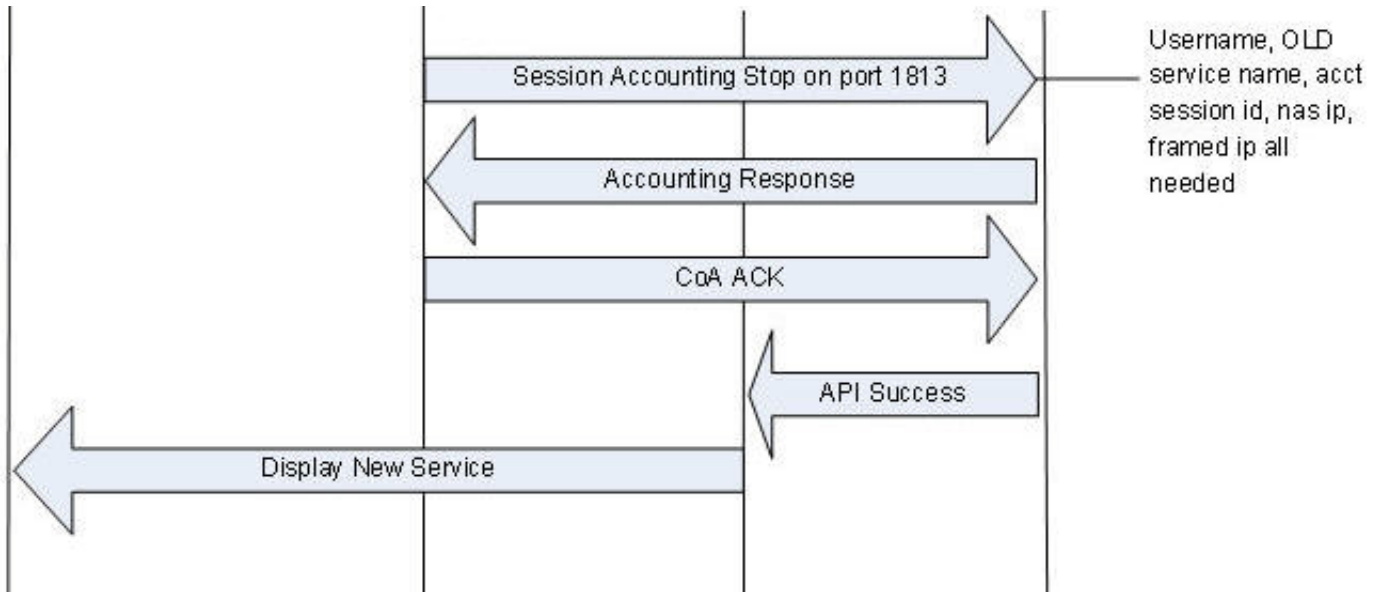 Session Accounting Stop on port 1813
Username, OLD
service name, acct
session id, nas ip,
framed ip all
needed
Accounting Response
CoA ACK
API Success
Display New Service